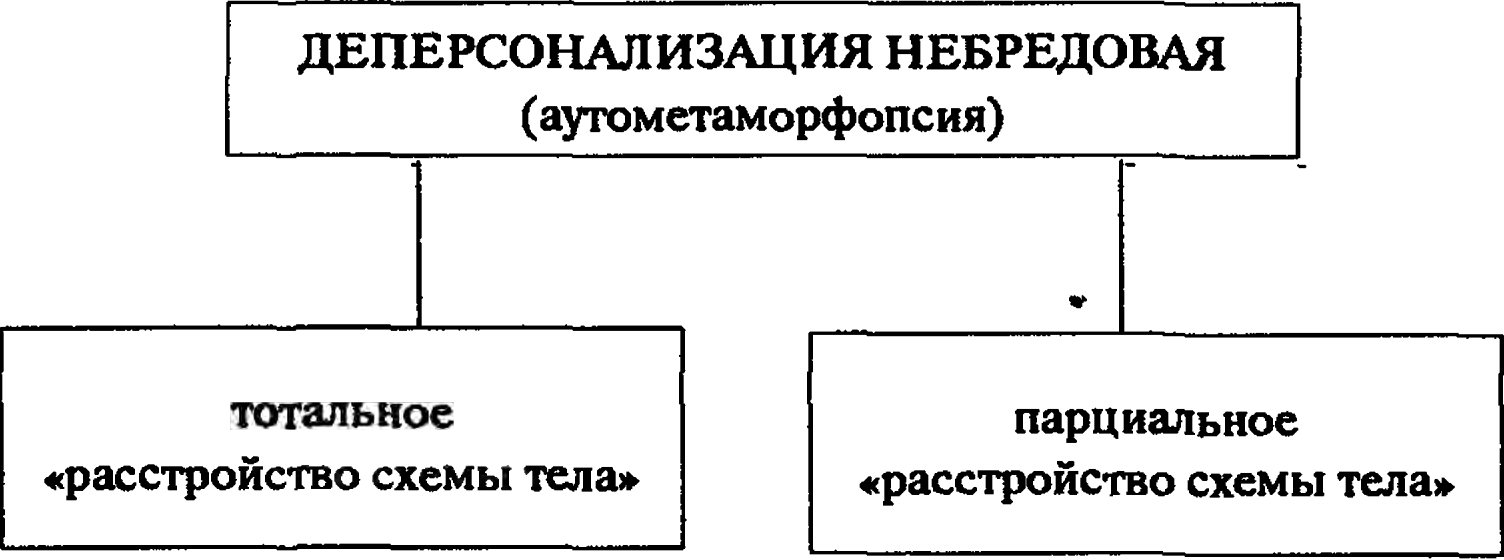 ДЕПЕРСОНАЛИЗАЦИЯ НЕБРЕДОВАЯ
(аутометаморфопсия)
тотальное
«расстройство схемы тела»
парциальное
«расстройство схемы тела»